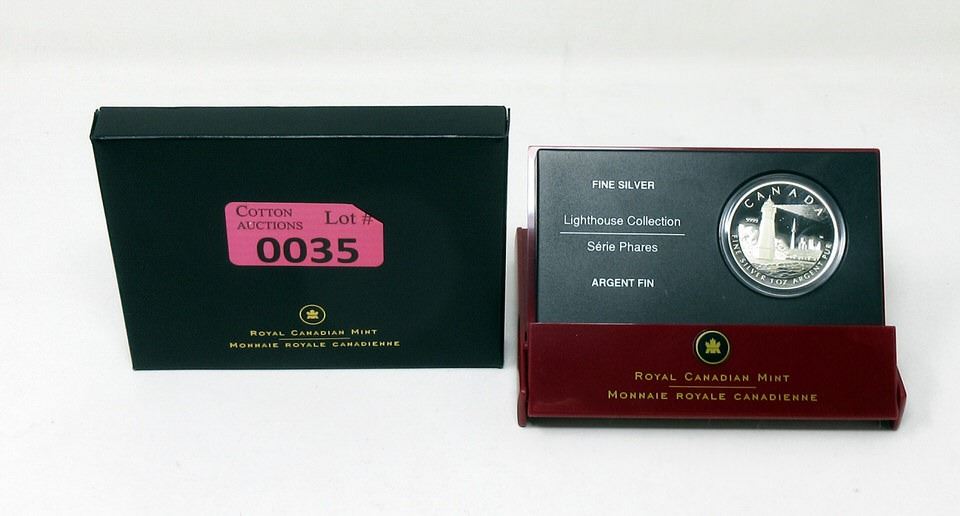 COTTON
AUCTIONS
Lot #
0035
ROYAL CANADIAN MINT
MONNAIE ROYALE CANADIENNE
FINE SILVER
Lighthouse Collection
Série Phares
ARGENT FIN
CANADA
9999
FINE SILVER 1 OZ ARGENT PUR
ROYAL CANADIAN MINT
MONNAIE ROYALE CANADIENNE